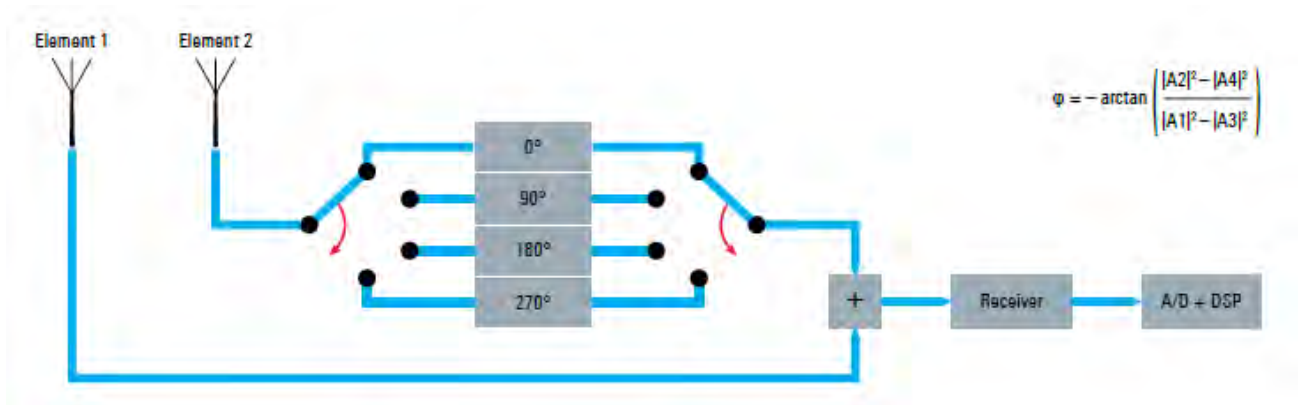 Element 1
Element 2
φ = – arctan ( |A2|² – |A4|² / |A1|² – |A3|² )
0°
90°
180°
270°
+
Receiver
A/D + DSP